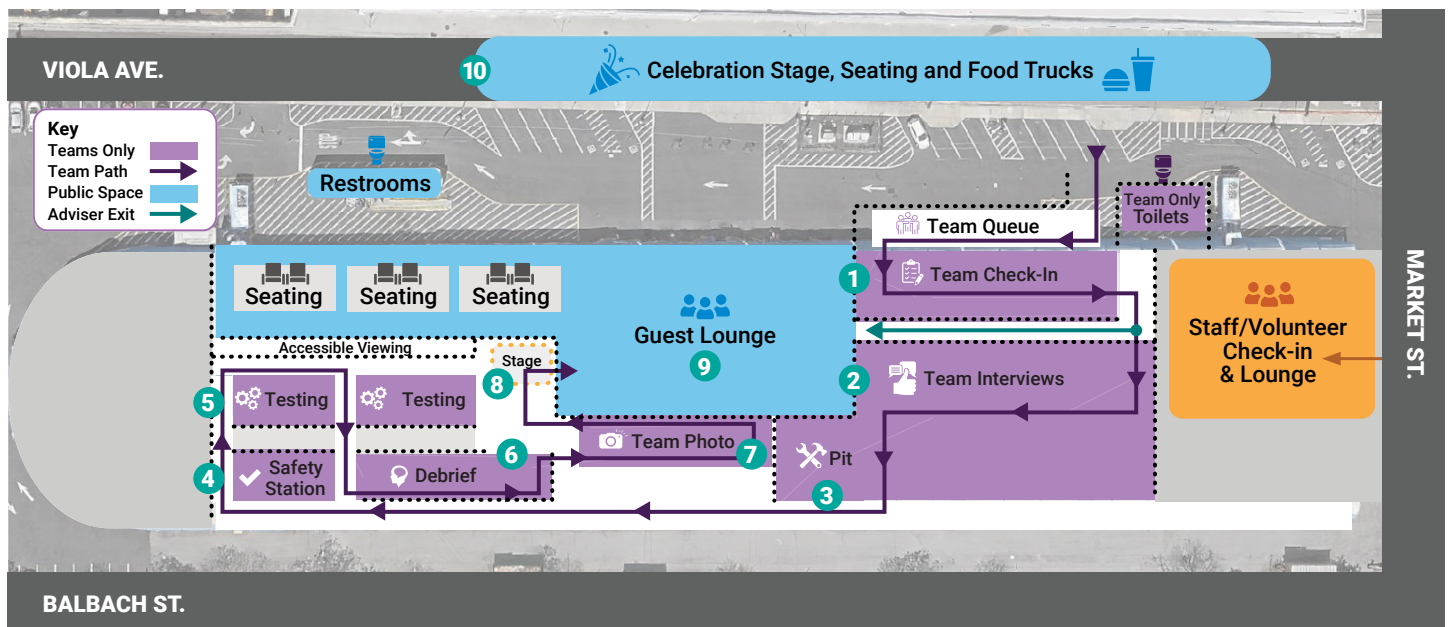 VIOLA AVE.
10
Celebration Stage, Seating and Food Trucks
Key
Teams Only
Team Path
Public Space
Adviser Exit
Restrooms
Team Only
Toilets
Team Queue
1
Team Check-In
Seating
Seating
Seating
Guest Lounge
9
Staff/Volunteer
Check-in
& Lounge
MARKET ST.
Accessible Viewing
Stage
8
2
Team Interviews
5
Testing
Testing
6
Team Photo
7
Pit
3
4
Safety
Station
Debrief
BALBACH ST.